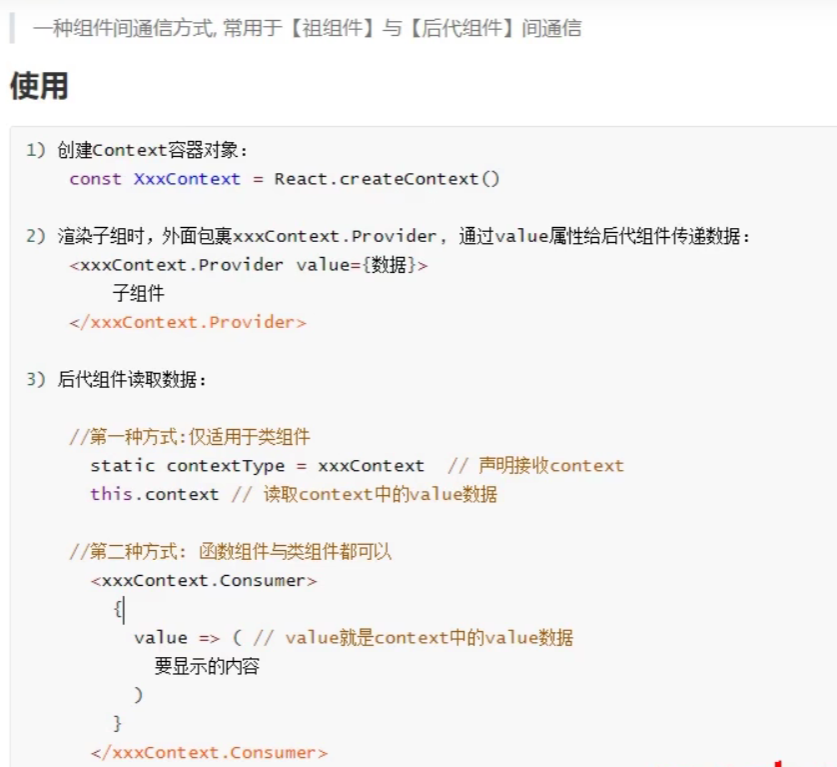 一种组件间通信方式, 常用于【祖组件】与【后代组件】间通信
使用
1) 创建Context容器对象:
const XxxContext = React.createContext()
2) 渲染子组时，外面包裹xxxContext.Provider, 通过value属性给后代组件传递数据:
<xxxContext.Provider value={数据}>
子组件
</xxxContext.Provider>
3) 后代组件读取数据:
//第一种方式:仅适用于类组件
static contextType = xxxContext // 声明接收context
this.context // 读取context中的value数据
//第二种方式: 函数组件与类组件都可以
<xxxContext.Consumer>
{
value => ( // value就是context中的value数据
要显示的内容
)
}
</xxxContext.Consumer>